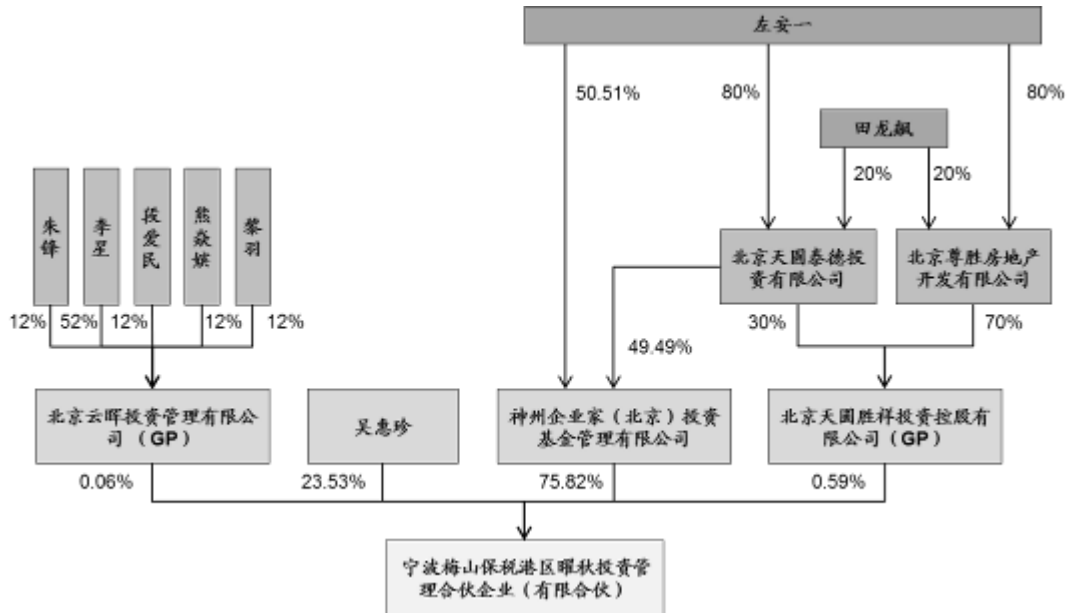 左安一
50.51%
80%
80%
田龙飙
20%
20%
朱锋
李星
段爱民
熊焱嫔
黎羽
北京天圆泰德投
资有限公司
北京尊胜房地产
开发有限公司
12%
52%
12%
12%
12%
49.49%
30%
70%
北京云晖投资管理有限公
司（GP）
吴惠珍
神州企业家（北京）投资
基金管理有限公司
北京天圆胜祥投资控股有
限公司（GP）
0.06%
23.53%
75.82%
0.59%
宁波梅山保税港区曜秋投资管
理合伙企业（有限合伙）